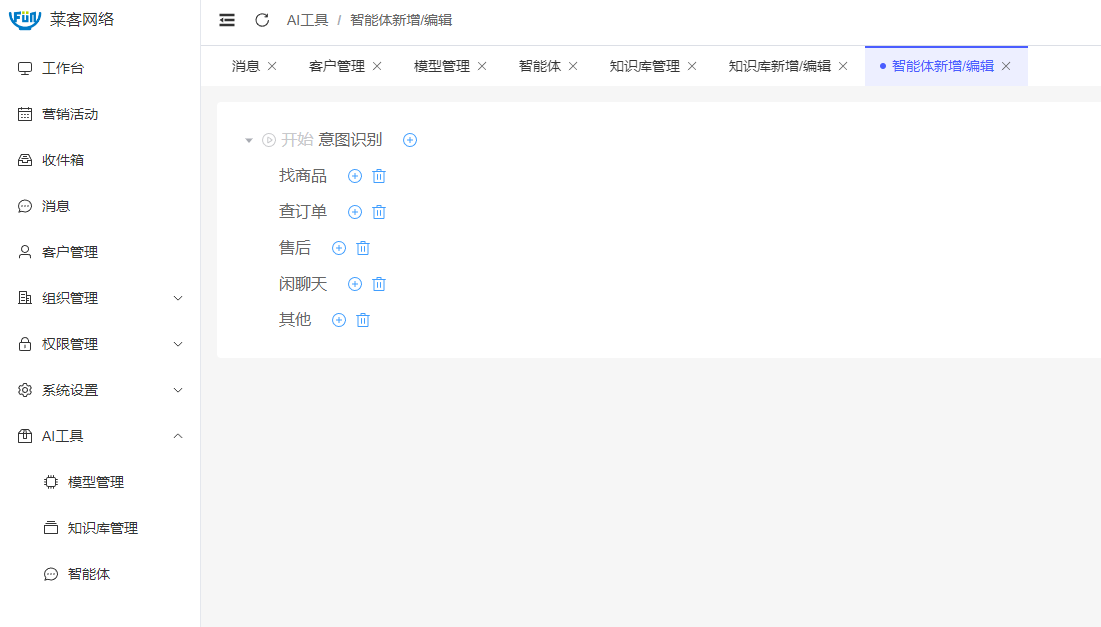 Fun 莱客网络
工作台
营销活动
收件箱
消息
客户管理
组织管理
权限管理
系统设置
AI工具
模型管理
知识库管理
智能体
AI工具 / 智能体新增/编辑
消息 客户管理 模型管理 智能体 知识库管理 知识库新增/编辑 智能体新增/编辑
开始 意图识别
找商品
查订单
售后
闲聊天
其他